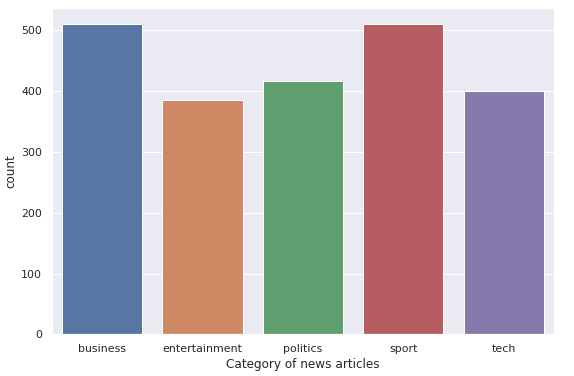 500
400
300
200
100
0
count
business entertainment politics sport tech
Category of news articles